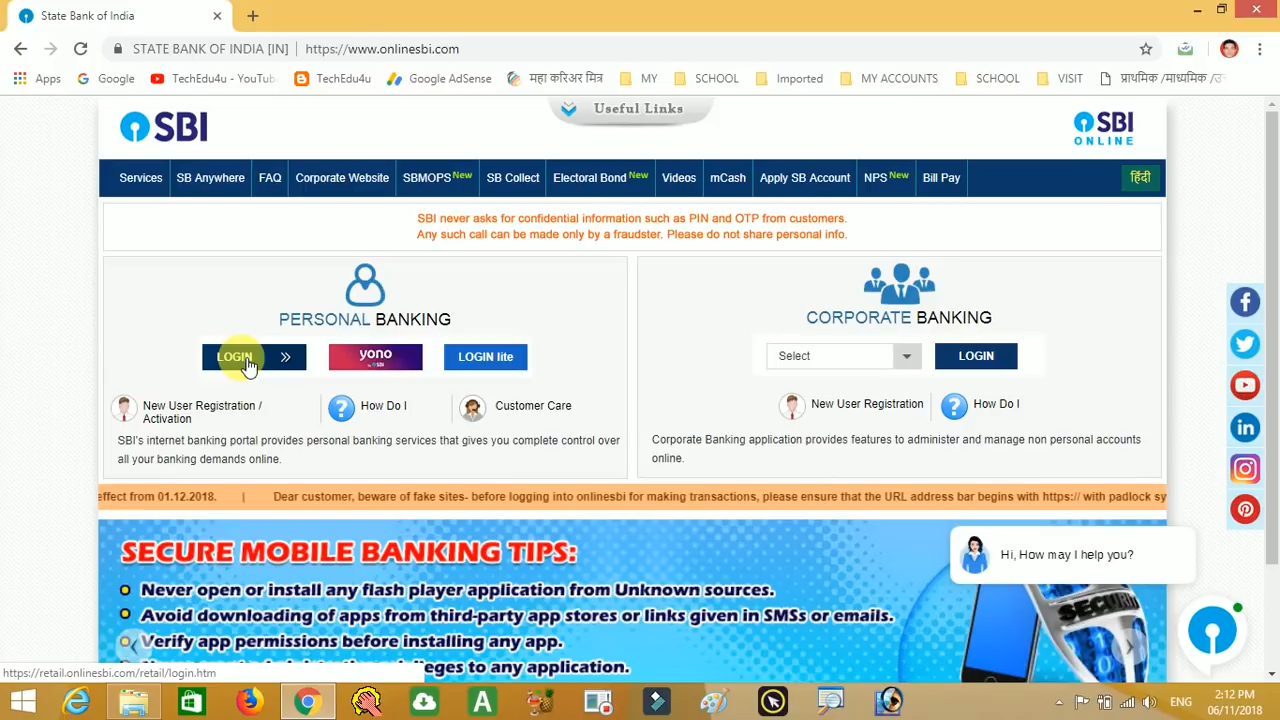 State Bank of India
STATE BANK OF INDIA [IN] https://www.onlinesbi.com
Apps Google TechEdu4u - YouTub TechEdu4u Google AdSense महा करिअर मित्र MY SCHOOL Imported MY ACCOUNTS SCHOOL VISIT प्राथमिक /माध्यमिक /उ
Useful Links
SBI
SBI
ONLINE
Services SB Anywhere FAQ Corporate Website SBMOPS New SB Collect Electoral Bond New Videos mCash Apply SB Account NPS New Bill Pay हिंदी
SBI never asks for confidential information such as PIN and OTP from customers.
Any such call can be made only by a fraudster. Please do not share personal info.
PERSONAL BANKING
LOGIN yono LOGIN lite
by SBI
New User Registration / How Do I Customer Care
Activation
SBI's internet banking portal provides personal banking services that gives you complete control over
all your banking demands online.
CORPORATE BANKING
Select LOGIN
New User Registration How Do I
Corporate Banking application provides features to administer and manage non personal accounts
online.
effect from 01.12.2018. | Dear customer, beware of fake sites- before logging into onlinesbi for making transactions, please ensure that the URL address bar begins with https:// with padlock sy
SECURE MOBILE BANKING TIPS:
Never open or install any flash player application from Unknown sources.
Avoid downloading of apps from third-party app stores or links given in SMSs or emails.
Verify app permissions before installing any app.
to any application.
Hi, How may I help you?
https://retail.onlinesbi.com/retail/login.htm
ENG
2:12 PM
06/11/2018